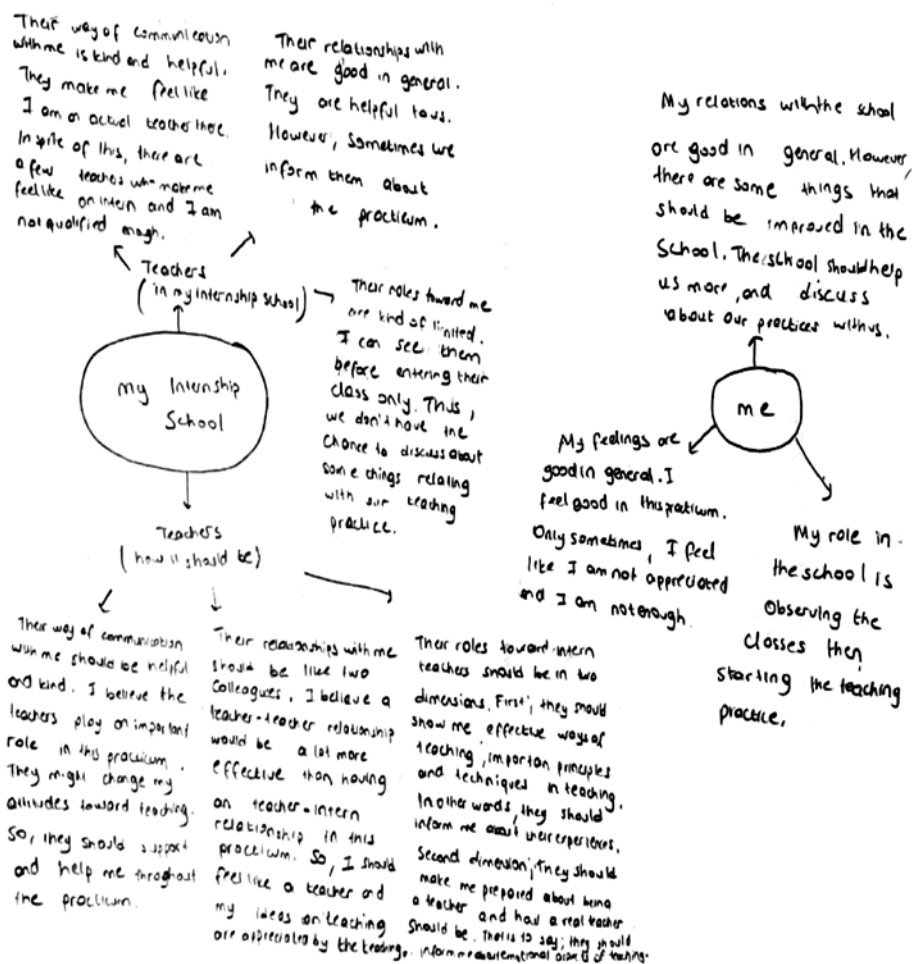 Their way of communication
with me is kind and helpful.
They make me feel like
I am an actual teacher there.
In spite of this, there are
a few teachers who make me
feel like an intern and I am
not qualified enogh.
Their relationships with
me are good in general.
They are helpful to us.
However, sometimes we
inform them about
the practicum.
Teachers
(in my internship school)
Their roles toward me
are kind of limited.
I can see them
before entering their
class only. Thus,
we don't have the
chance to discuss about
some things relating
with our teaching
practice.
my Internship
School
Teachers
(how it should be)
Their way of communication
with me should be helpful
and kind. I believe the
teachers play an important
role in this practicum.
They might change my
attitudes toward teaching.
So, they should support
and help me throghout
the practicum.
Their relationships with me
should be like two
colleagues. I believe a
teacher-teacher relationship
would be a lot more
effective than having
an teacher-intern
relationship in this
practicum. So, I should
feel like a teacher and
my ideas on teaching
are appreciated by the teaching.
Their roles toward intern
teachers should be in two
dimensions. First, they should
show me effective ways of
teaching, importan principles
and techniques in teaching.
In other words, they should
inform me about their experiences.
Second dimension; They should
make me prepared about being
a teacher and how a real teacher
should be. That is to say; they should
inform me about emotional aspects of teaching.
My relations with the school
are good in general. However,
there are some things that
should be improved in the
School. The school should help
us more, and discuss
about our practices with us.
me
My feelings are
good in general. I
feel good in this practium.
Only sometimes, I feel
like I am not appreciated
and I am not enough.
My role in
the school is
Observing the
classes then
starting the teaching
practice.